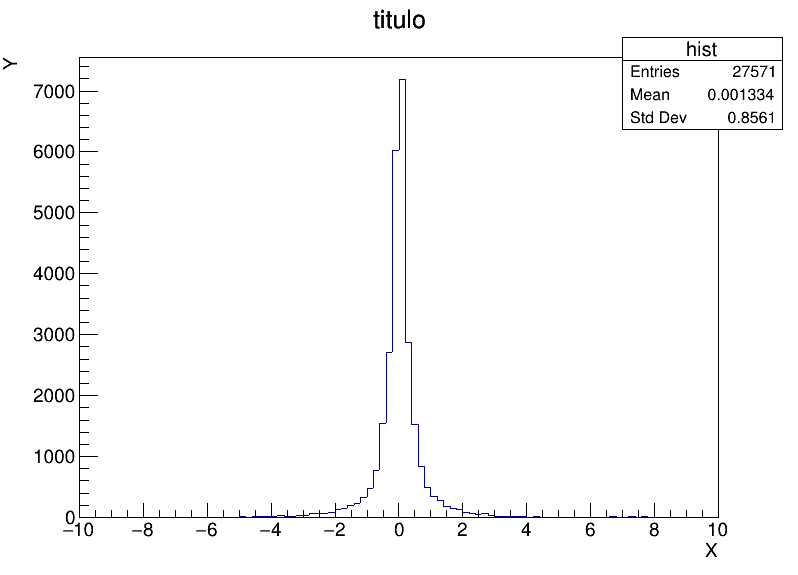 titulo
hist
Entries 27571
Mean 0.001334
Std Dev 0.8561
Y
7000
6000
5000
4000
3000
2000
1000
0
−10 −8 −6 −4 −2 0 2 4 6 8 10
X